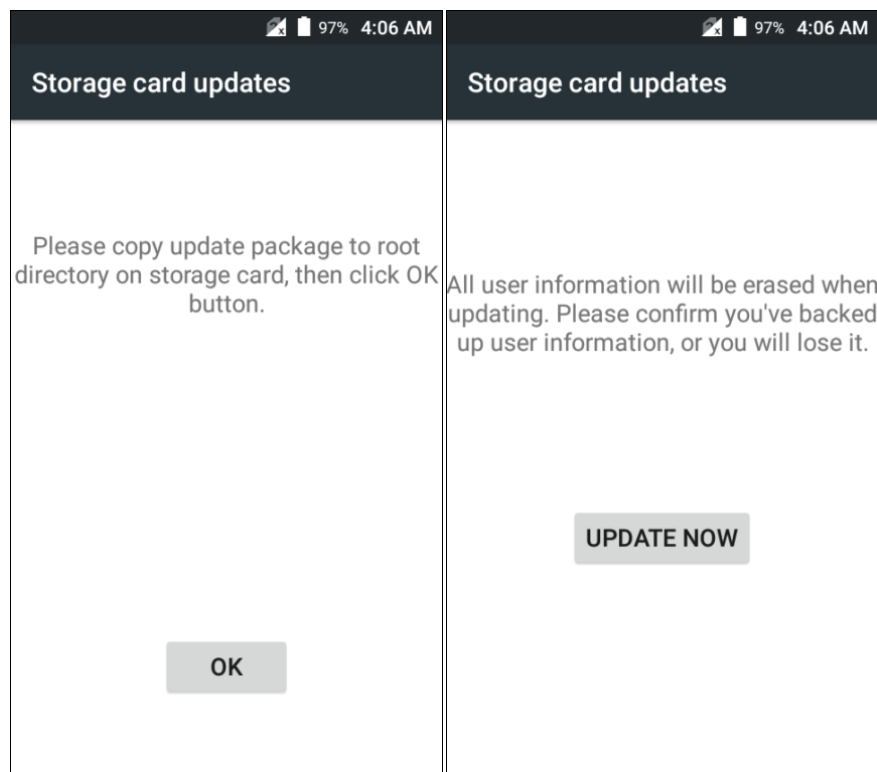 97% 4:06 AM
Storage card updates
Please copy update package to root
directory on storage card, then click OK
button.
OK
97% 4:06 AM
Storage card updates
All user information will be erased when
updating. Please confirm you've backed
up user information, or you will lose it.
UPDATE NOW